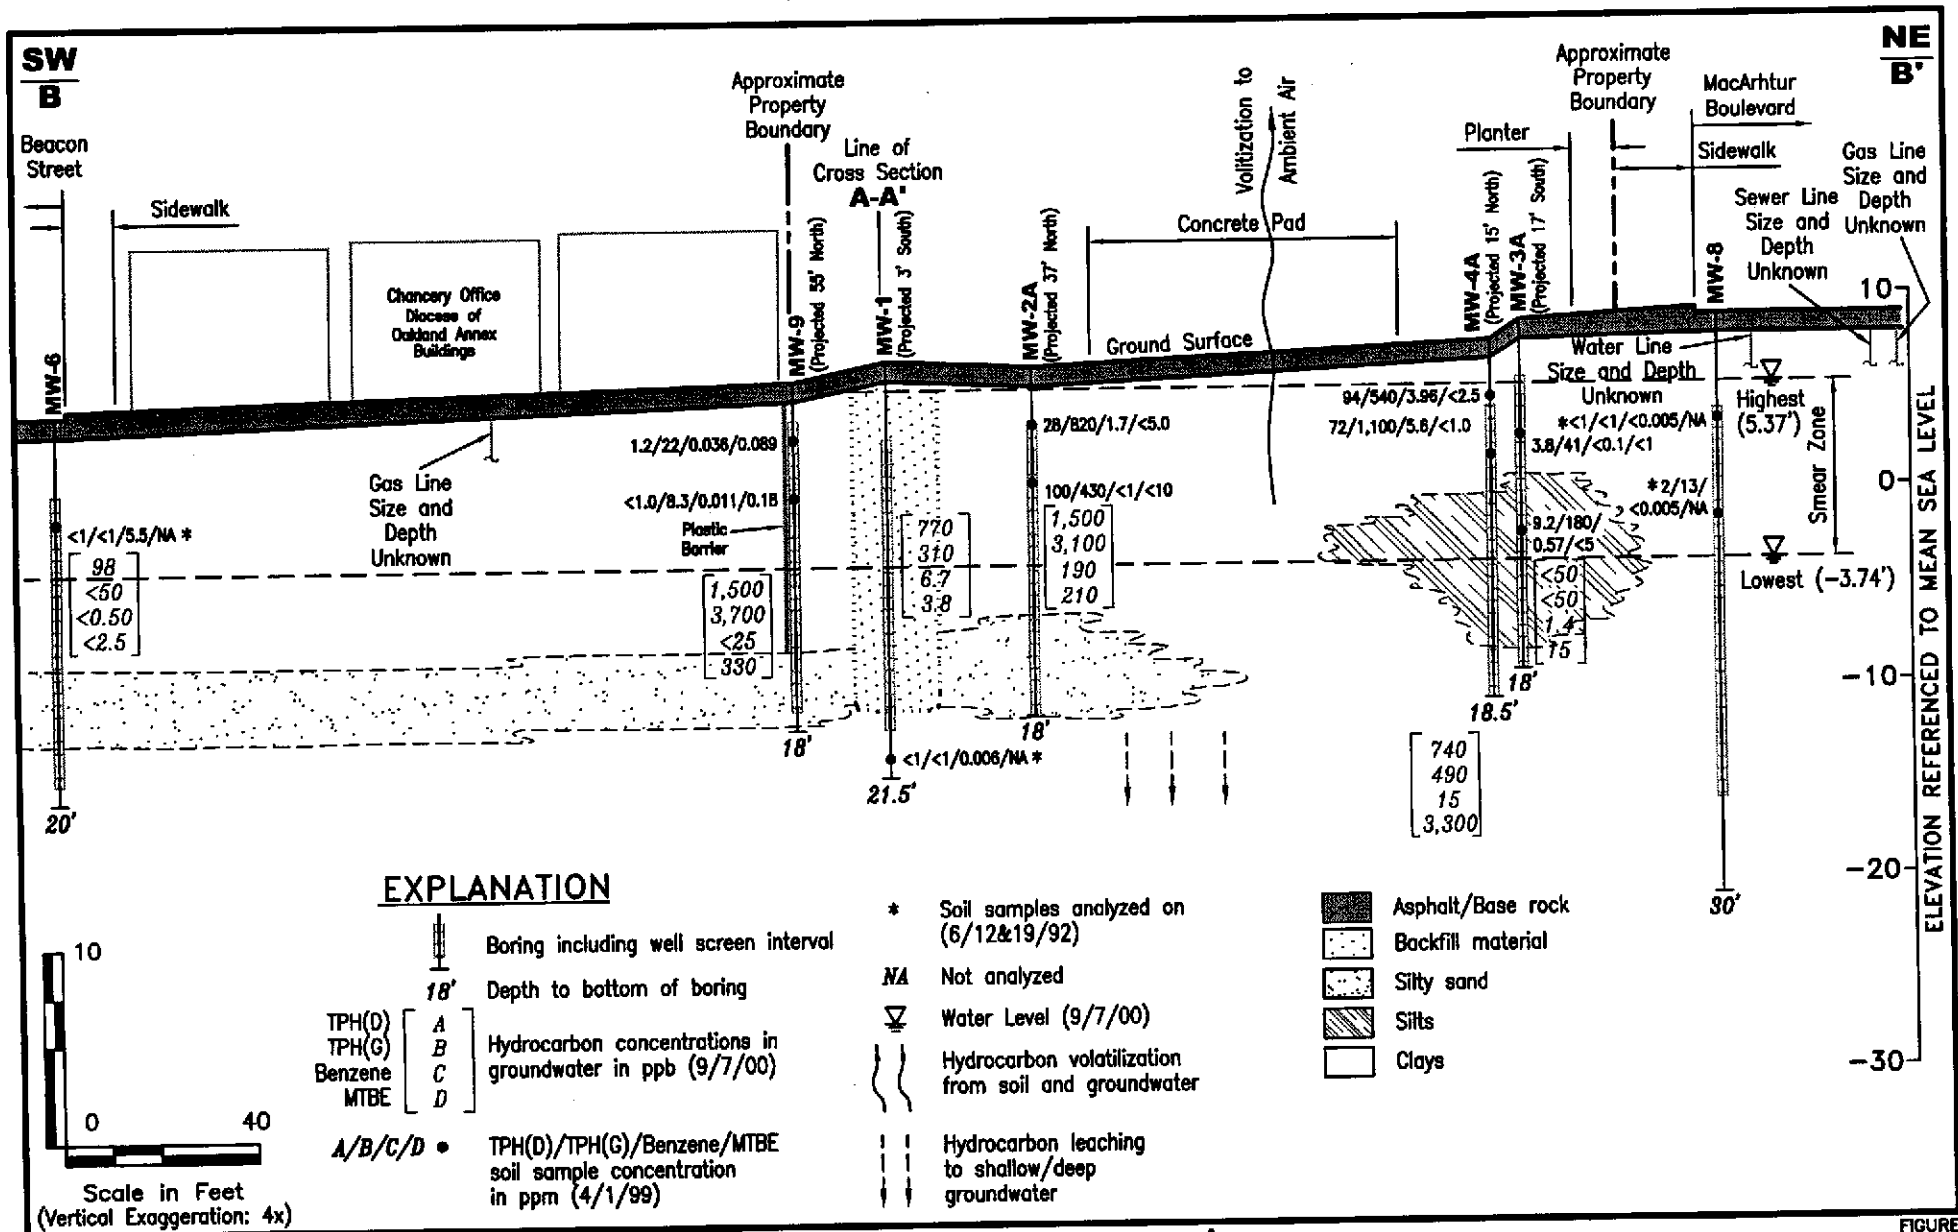 SW
B
NE
B'
Beacon
Street
Sidewalk
Approximate
Property
Boundary
Line of
Cross Section
A-A'
Volitization to
Ambient Air
Concrete Pad
Planter
Approximate
Property
Boundary
MacArhtur
Boulevard
Sidewalk
Gas Line
Size and
Depth
Unknown
Sewer Line
Size and
Depth
Unknown
Chancery Office
Diocese of
Oakland Annex
Buildings
MW-6
MW-9
(Projected 55' North)
MW-1
(Projected 3' South)
MW-2A
(Projected 37' North)
MW-4A
(Projected 15' North)
MW-3A
(Projected 17' South)
MW-8
Ground Surface
Water Line
Size and Depth
Unknown
Highest
(5.37')
Smear Zone
Lowest (-3.74')
10
0
-10
-20
-30
ELEVATION REFERENCED TO MEAN SEA LEVEL
Gas Line
Size and
Depth
Unknown
<1/<1/5.5/NA *
98
<50
<0.50
<2.5
20'
1.2/22/0.036/0.089
<1.0/8.3/0.011/0.18
Plastic
Barrier
1,500
3,700
<25
330
18'
770
310
6.7
3.8
<1/<1/0.006/NA *
21.5'
28/820/1.7/<5.0
100/430/<1/<10
1,500
3,100
190
210
18'
94/540/3.96/<2.5
72/1,100/5.6/<1.0
18.5'
740
490
15
3,300
3.8/41/<0.1/<1
9.2/180/
0.57/<5
<50
<50
1.4
15
18'
*<1/<1/<0.005/NA
*2/13/
<0.005/NA
30'
EXPLANATION
Boring including well screen interval
18' Depth to bottom of boring
TPH(D) A
TPH(G) B
Benzene C
MTBE D
Hydrocarbon concentrations in
groundwater in ppb (9/7/00)
A/B/C/D
TPH(D)/TPH(G)/Benzene/MTBE
soil sample concentration
in ppm (4/1/99)
* Soil samples analyzed on
(6/12&19/92)
NA Not analyzed
Water Level (9/7/00)
Hydrocarbon volatilization
from soil and groundwater
Hydrocarbon leaching
to shallow/deep
groundwater
Asphalt/Base rock
Backfill material
Silty sand
Silts
Clays
10
0 40
Scale in Feet
(Vertical Exaggeration: 4x)
FIGURE